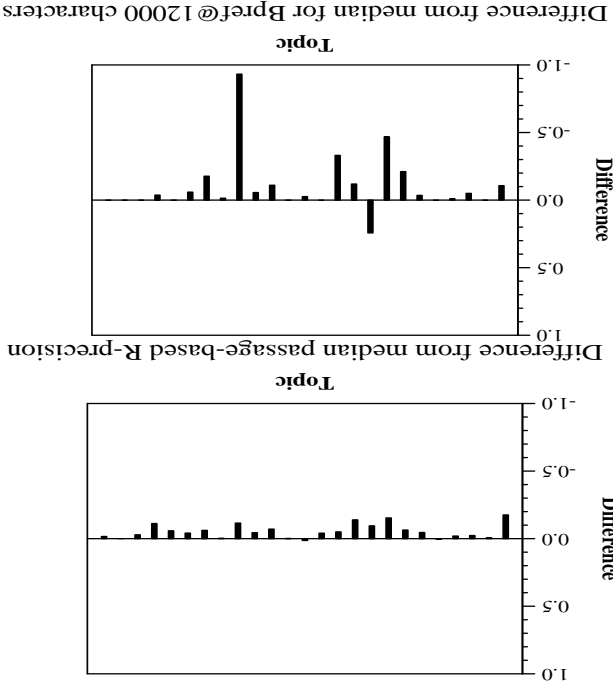 1.0
0.5
0.0
-0.5
-1.0
Difference
Topic
Difference from median passage-based R-precision
1.0
0.5
0.0
-0.5
-1.0
Difference
Topic
Difference from median for Bpref@12000 characters